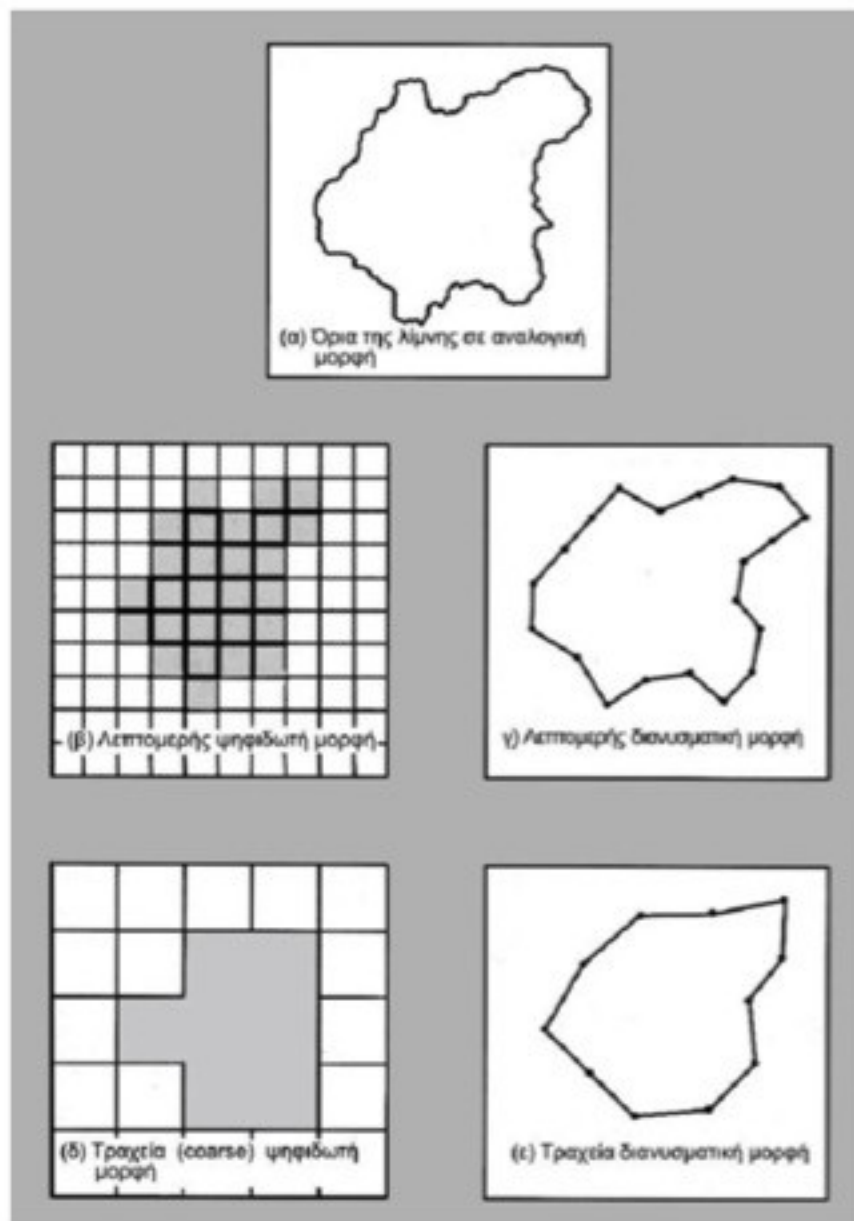 (α) Όρια της λίμνης σε αναλογική
μορφή
(β) Λεπτομερής ψηφιδωτή μορφή
γ) Λεπτομερής διανυσματική μορφή
(δ) Τραχεία (coarse) ψηφιδωτή
μορφή
(ε) Τραχεία διανυσματική μορφή